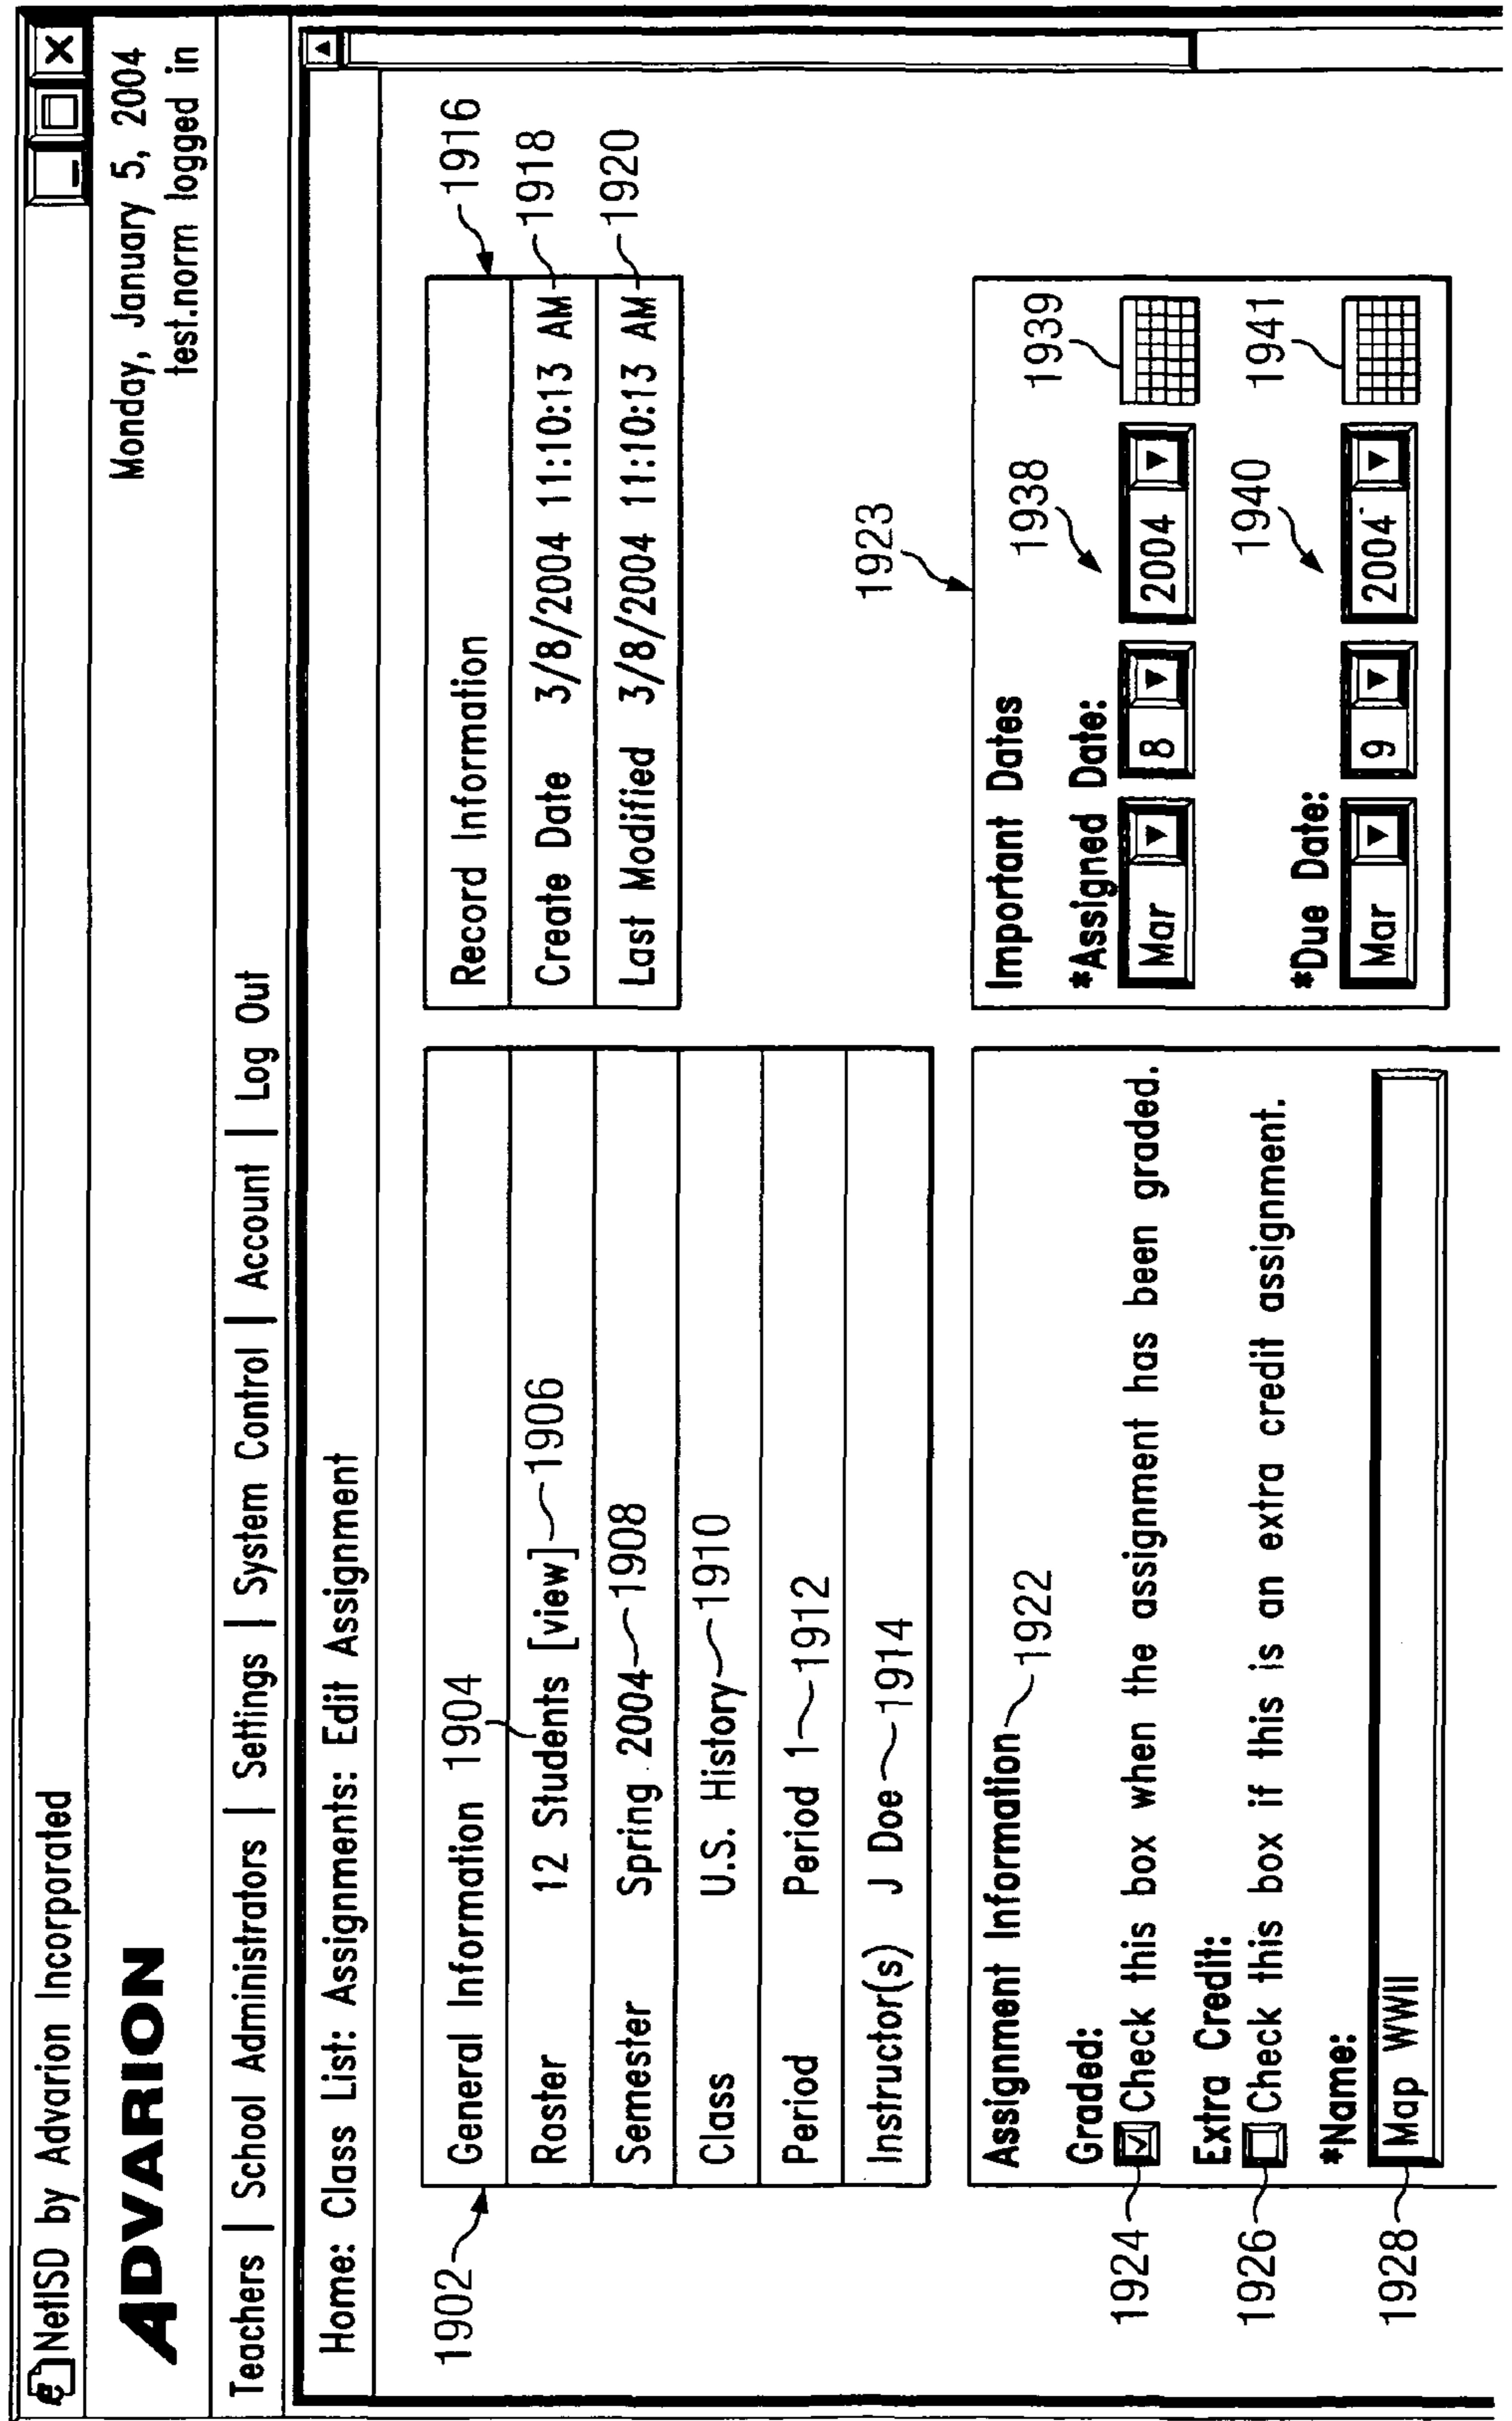 NetISD by Advarion Incorporated
ADVARION
Monday, January 5, 2004
test.norm logged in
Teachers | School Administrators | Settings | System Control | Account | Log Out
Home: Class List: Assignments: Edit Assignment
1902
General Information 1904
Roster 12 Students [view] 1906
Semester Spring 2004 1908
Class U.S. History 1910
Period Period 1 1912
Instructor(s) J Doe 1914
Record Information 1916
Create Date 3/8/2004 11:10:13 AM 1918
Last Modified 3/8/2004 11:10:13 AM 1920
Assignment Information 1922
Graded:
1924 Check this box when the assignment has been graded.
Extra Credit:
1926 Check this box if this is an extra credit assignment.
*Name:
1928 Map WWII
1923
Important Dates
*Assigned Date: 1938 1939
Mar 8 2004
*Due Date: 1940 1941
Mar 9 2004